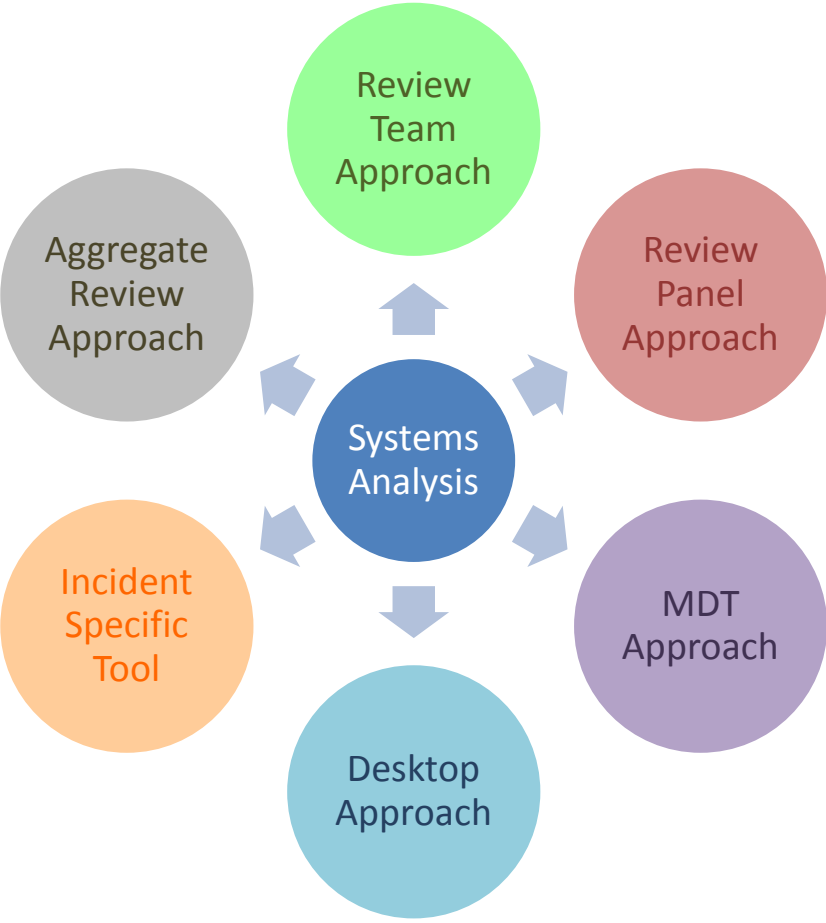 Review
Team
Approach
Review
Panel
Approach
MDT
Approach
Desktop
Approach
Incident
Specific
Tool
Aggregate
Review
Approach
Systems
Analysis